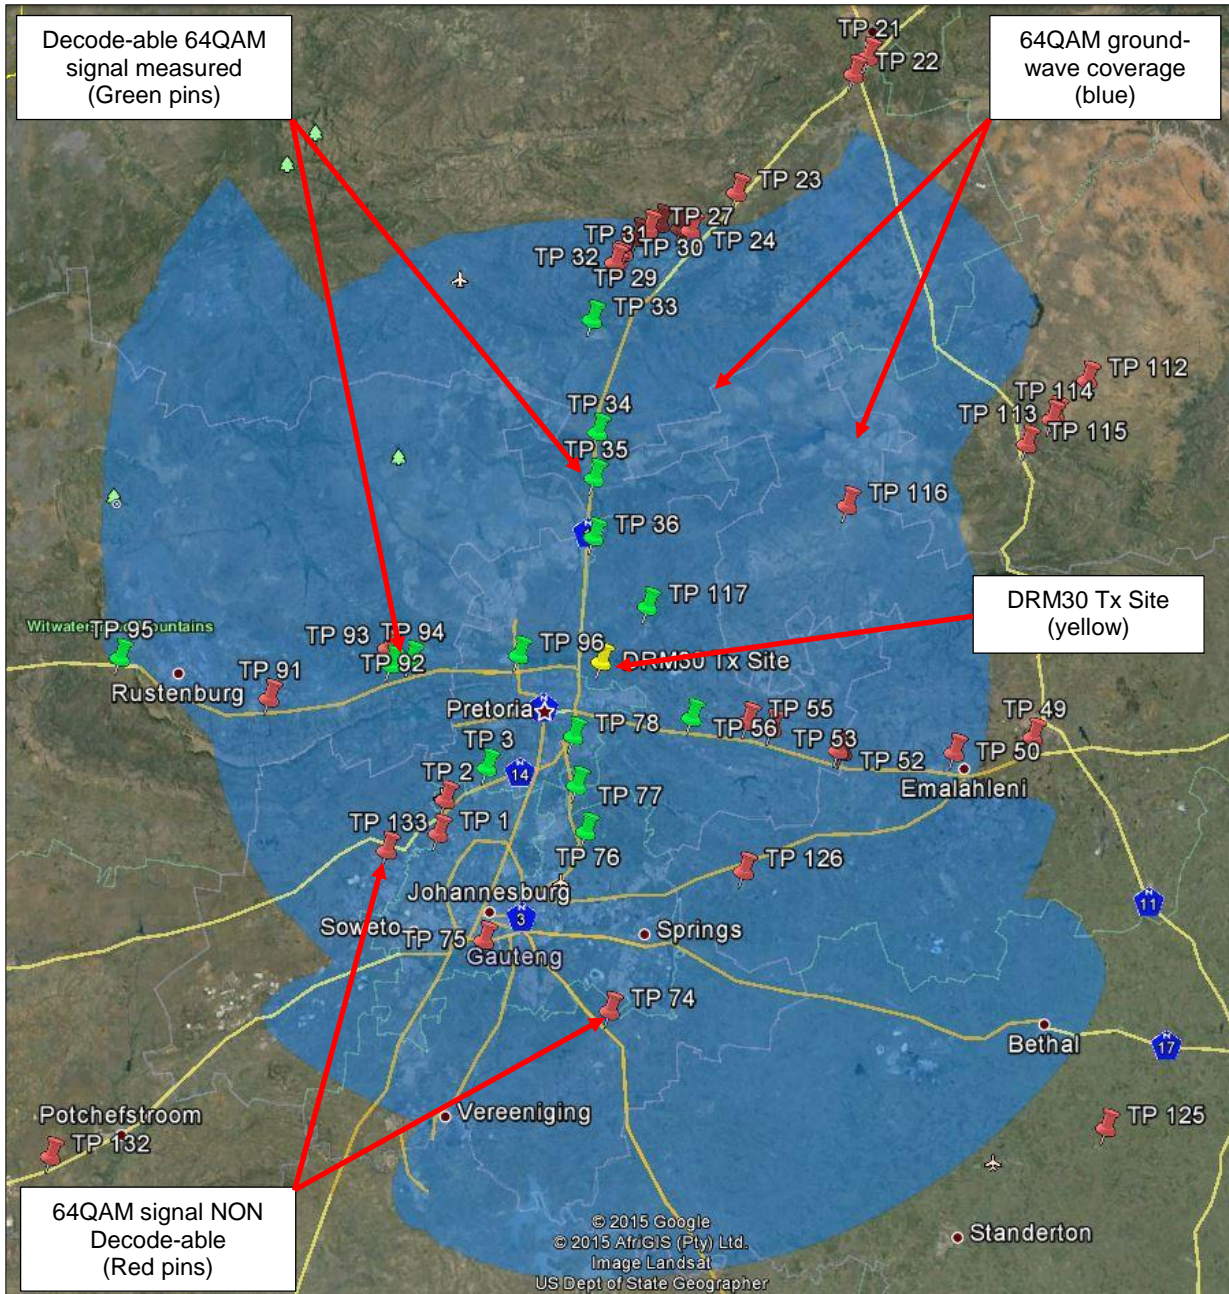 Decode-able 64QAM
signal measured
(Green pins)
64QAM ground-
wave coverage
(blue)
TP 21
TP 22
TP 23
TP 27
TP 31
TP 30
TP 24
TP 32
TP 29
TP 33
TP 112
TP 114
TP 113
TP 115
TP 34
TP 35
TP 116
TP 36
TP 117
DRM30 Tx Site
(yellow)
TP 95
TP 93
TP 94
TP 92
TP 96
DRM30 Tx Site
Rustenburg
TP 91
Pretoria
N
TP 78
TP 56
TP 55
TP 49
TP 53
TP 52
TP 50
Emalahleni
TP 3
N
14
TP 2
TP 77
TP 133
TP 1
TP 76
TP 126
Johannesburg
N
3
N
11
Soweto
TP 75
Gauteng
Springs
TP 74
Bethal
N
17
Potchefstroom
Vereeniging
TP 132
TP 125
64QAM signal NON
Decode-able
(Red pins)
© 2015 Google
© 2015 AfriGIS (Pty) Ltd.
Image Landsat
US Dept of State Geographer
Standerton